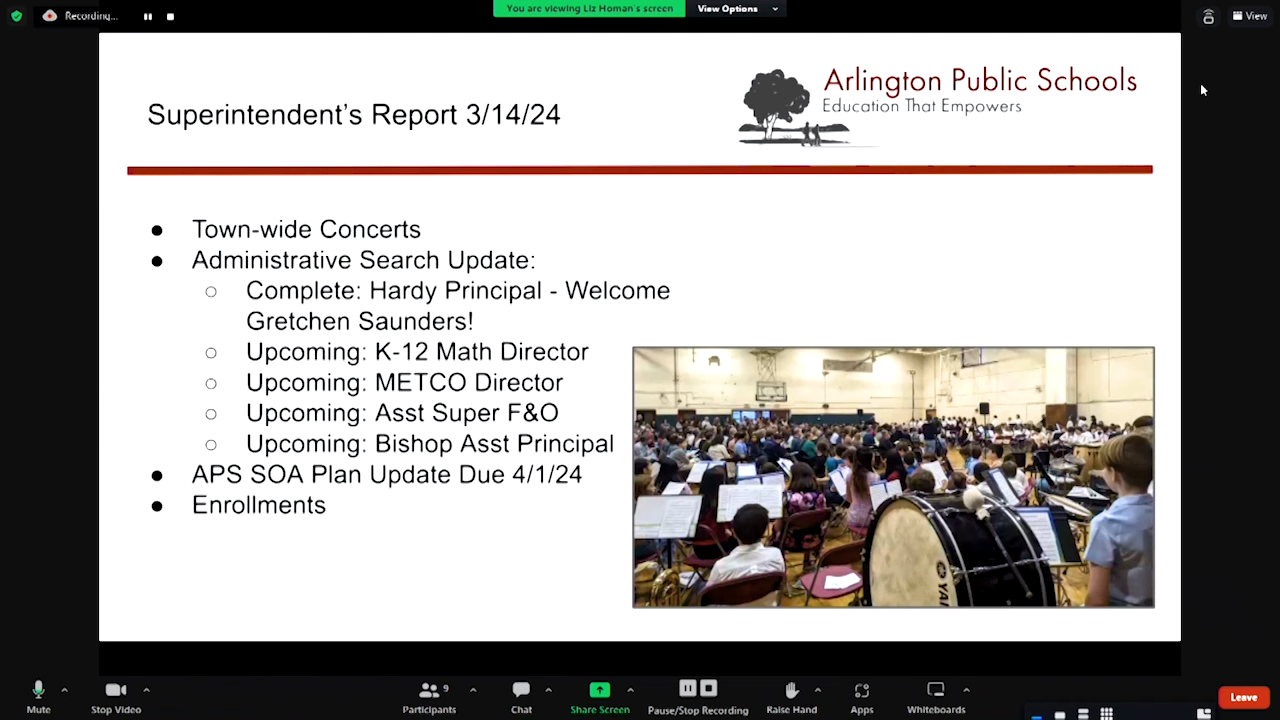 Recording...
You are viewing Liz Homan's screen
View Options
View
Arlington Public Schools
Education That Empowers
Superintendent's Report 3/14/24
● Town-wide Concerts
● Administrative Search Update:
○ Complete: Hardy Principal - Welcome
Gretchen Saunders!
○ Upcoming: K-12 Math Director
○ Upcoming: METCO Director
○ Upcoming: Asst Super F&O
○ Upcoming: Bishop Asst Principal
● APS SOA Plan Update Due 4/1/24
● Enrollments
9
Mute
Stop Video
Participants
Chat
Share Screen
Pause/Stop Recording
Raise Hand
Apps
Whiteboards
Leave